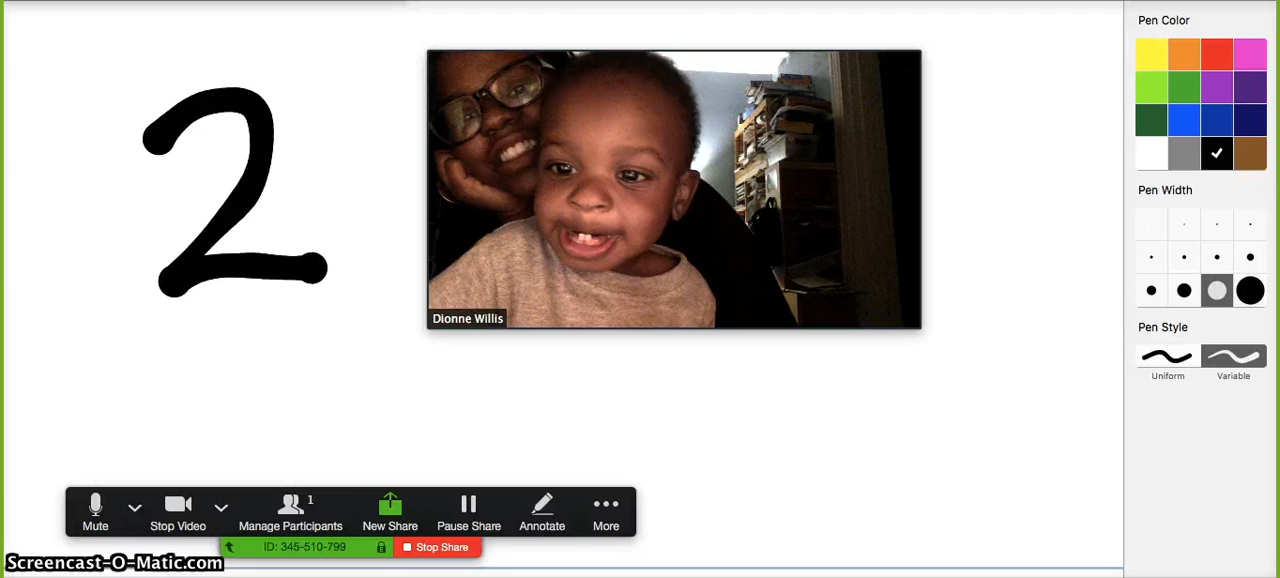 2
Dionne Willis
Pen Color
Pen Width
Pen Style
Uniform Variable
Mute Stop Video Manage Participants 1 New Share Pause Share Annotate More
ID: 345-510-799 Stop Share
Screencast-O-Matic.com